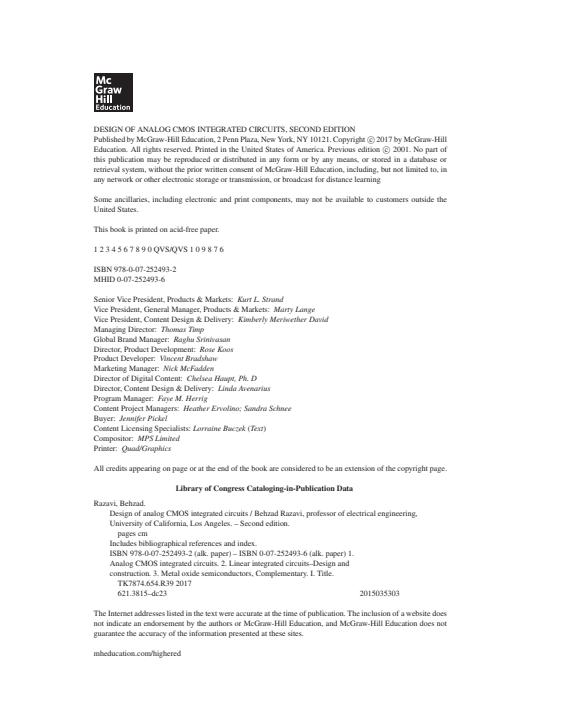 Mc
Graw
Hill
Education
DESIGN OF ANALOG CMOS INTEGRATED CIRCUITS, SECOND EDITION
Published by McGraw-Hill Education, 2 Penn Plaza, New York, NY 10121. Copyright © 2017 by McGraw-Hill
Education. All rights reserved. Printed in the United States of America. Previous edition © 2001. No part of
this publication may be reproduced or distributed in any form or by any means, or stored in a database or
retrieval system, without the prior written consent of McGraw-Hill Education, including, but not limited to, in
any network or other electronic storage or transmission, or broadcast for distance learning
Some ancillaries, including electronic and print components, may not be available to customers outside the
United States.
This book is printed on acid-free paper.
1 2 3 4 5 6 7 8 9 0 QVS/QVS 1 0 9 8 7 6
ISBN 978-0-07-252493-2
MHID 0-07-252493-6
Senior Vice President, Products & Markets: Kurt L. Strand
Vice President, General Manager, Products & Markets: Marty Lange
Vice President, Content Design & Delivery: Kimberly Meriwether David
Managing Director: Thomas Timp
Global Brand Manager: Raghu Srinivasan
Director, Product Development: Rose Koos
Product Developer: Vincent Bradshaw
Marketing Manager: Nick McFadden
Director of Digital Content: Chelsea Haupt, Ph. D
Director, Content Design & Delivery: Linda Avenarius
Program Manager: Faye M. Herrig
Content Project Managers: Heather Ervolino; Sandra Schnee
Buyer: Jennifer Pickel
Content Licensing Specialists: Lorraine Buczek (Text)
Compositor: MPS Limited
Printer: Quad/Graphics
All credits appearing on page or at the end of the book are considered to be an extension of the copyright page.
Library of Congress Cataloging-in-Publication Data
Razavi, Behzad.
Design of analog CMOS integrated circuits / Behzad Razavi, professor of electrical engineering,
University of California, Los Angeles. – Second edition.
pages cm
Includes bibliographical references and index.
ISBN 978-0-07-252493-2 (alk. paper) – ISBN 0-07-252493-6 (alk. paper) 1.
Analog CMOS integrated circuits. 2. Linear integrated circuits–Design and
construction. 3. Metal oxide semiconductors, Complementary. I. Title.
TK7874.654.R39 2017
621.3815–dc23 2015035303
The Internet addresses listed in the text were accurate at the time of publication. The inclusion of a website does
not indicate an endorsement by the authors or McGraw-Hill Education, and McGraw-Hill Education does not
guarantee the accuracy of the information presented at these sites.
mheducation.com/highered